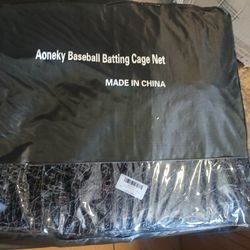 Aoneky Baseball Batting Cage Net
MADE IN CHINA